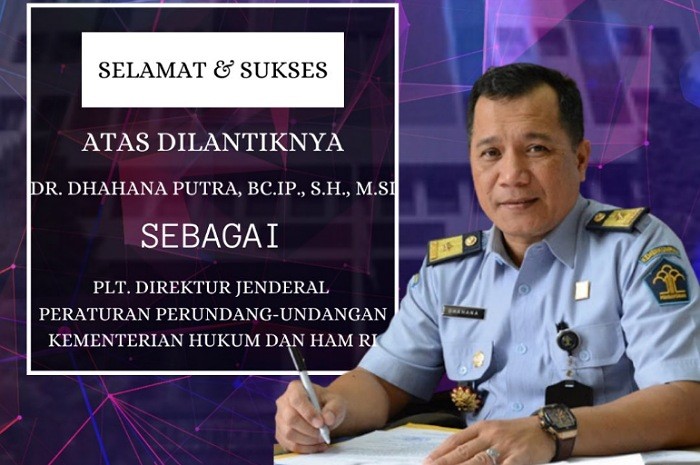 SELAMAT & SUKSES
ATAS DILANTIKNYA
DR. DHAHANA PUTRA, BC.IP., S.H., M.SI
SEBAGAI
PLT. DIREKTUR JENDERAL
PERATURAN PERUNDANG-UNDANGAN
KEMENTERIAN HUKUM DAN HAM RI
DHAHANA